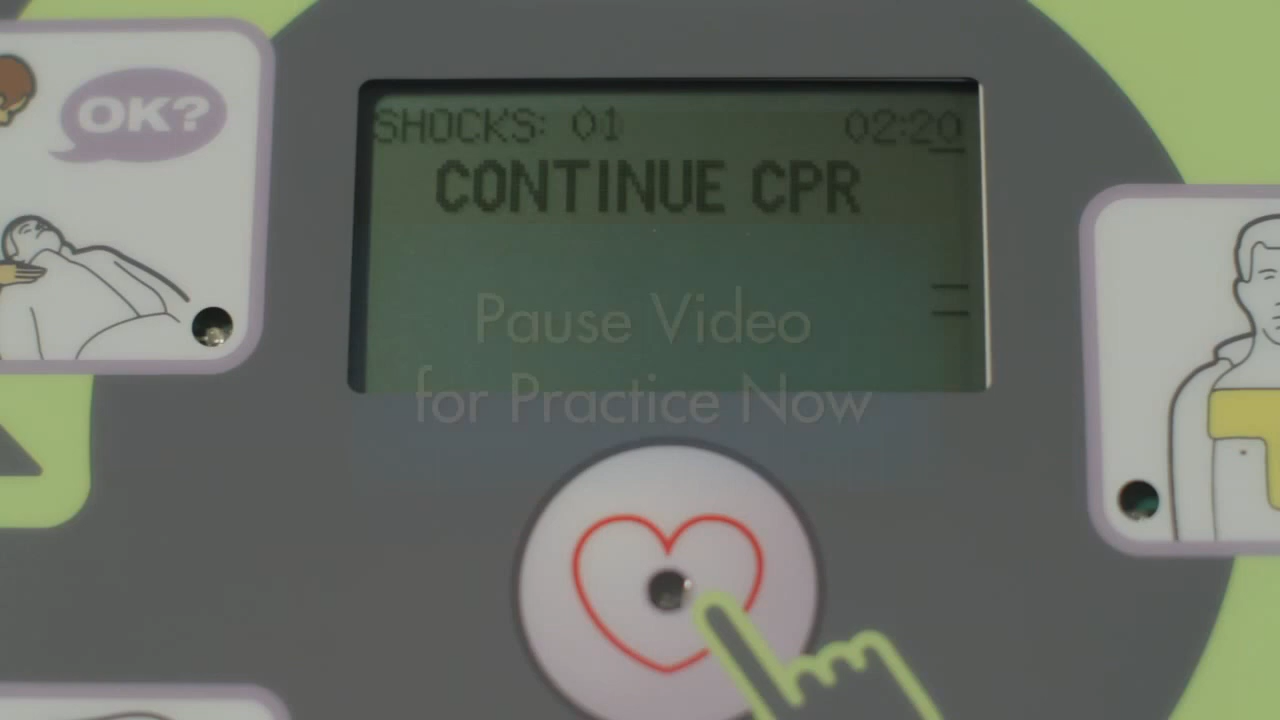 OK?
SHOCKS: 01 02:20
CONTINUE CPR
Pause Video
for Practice Now